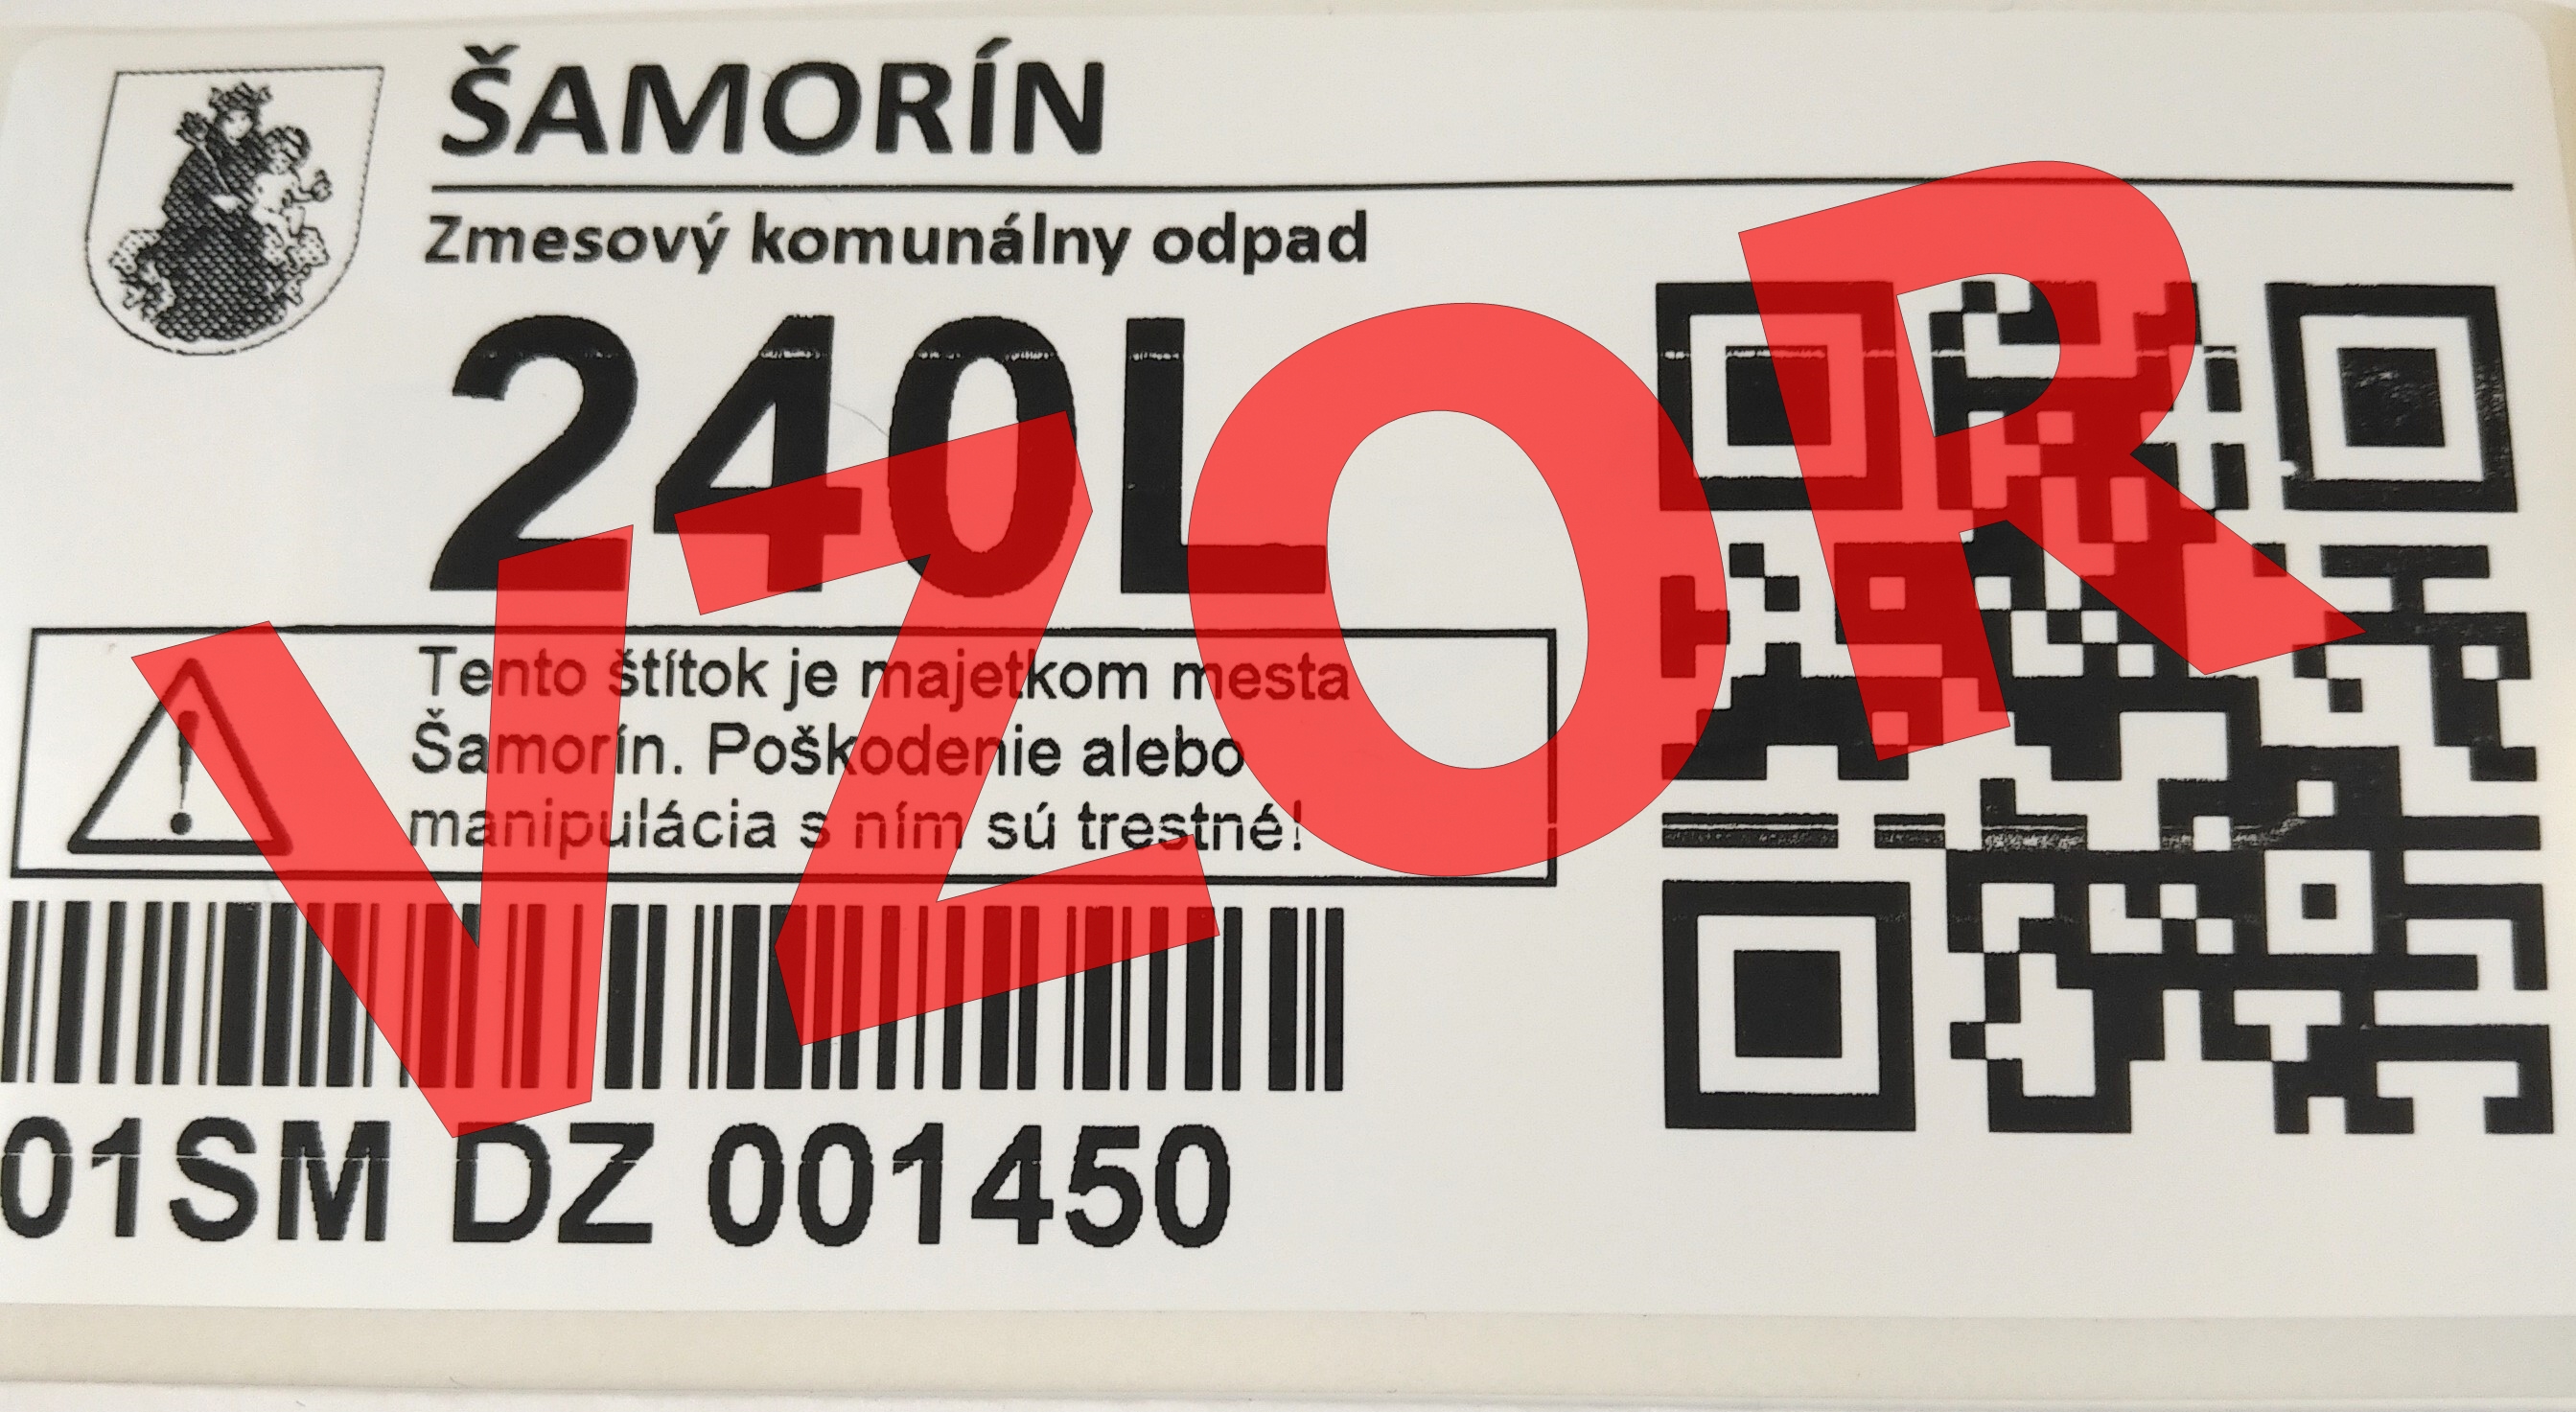 ŠAMORÍN
Zmesový komunálny odpad
240L
Tento štítok je majetkom mesta
Šamorín. Poškodenie alebo
manipulácia s ním sú trestné!
01SM DZ 001450
VZOR